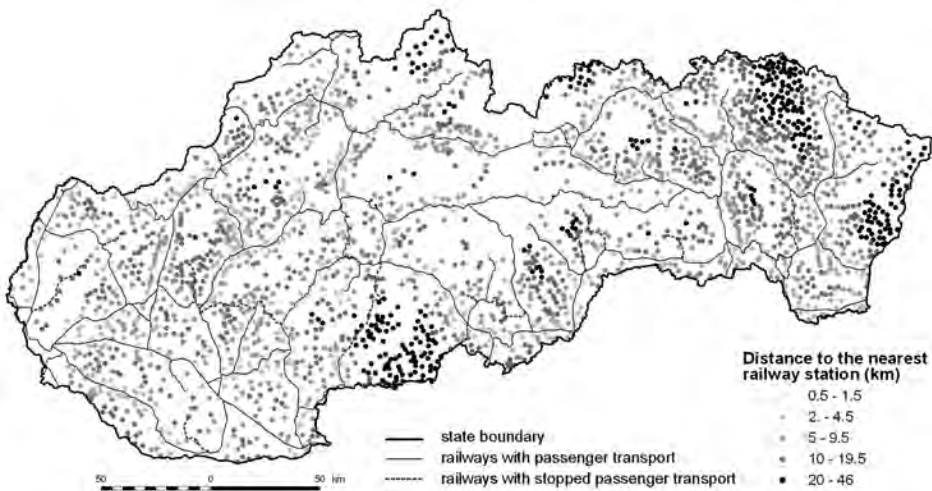 Distance to the nearest
railway station (km)
0.5 - 1.5
2 - 4.5
5 - 9.5
10 - 19.5
20 - 46
state boundary
railways with passenger transport
railways with stopped passenger transport
50 0 50 km